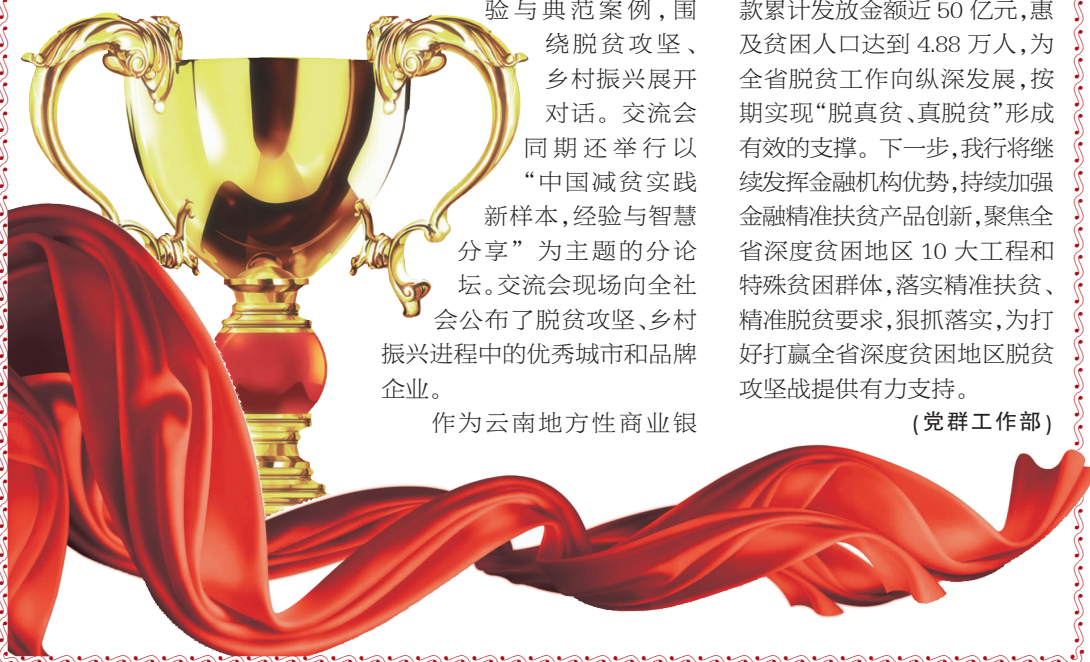 验与典范案例，围
绕脱贫攻坚、
乡村振兴展开
对话。交流会
同期还举行以
“中国减贫实践
新样本，经验与智慧
分享”为主题的分论
坛。交流会现场向全社
会公布了脱贫攻坚、乡村
振兴进程中的优秀城市和品牌
企业。
作为云南地方性商业银
款累计发放金额近 50 亿元，惠
及贫困人口达到 4.88 万人，为
全省脱贫工作向纵深发展，按
期实现“脱真贫、真脱贫”形成
有效的支撑。下一步，我行将继
续发挥金融机构优势，持续加强
金融精准扶贫产品创新，聚焦全
省深度贫困地区 10 大工程和
特殊贫困群体，落实精准扶贫、
精准脱贫要求，狠抓落实，为打
好打赢全省深度贫困地区脱贫
攻坚战提供有力支持。
(党群工作部)